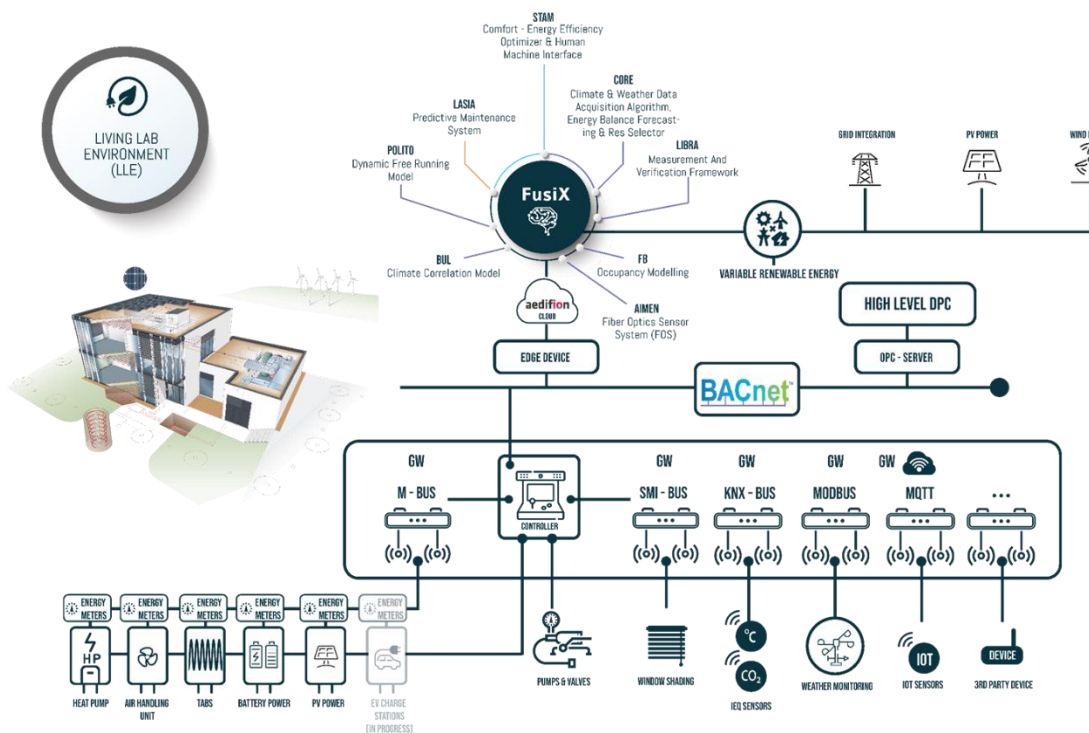 STAM
Comfort - Energy Efficiency
Optimizer & Human
Machine Interface
CORE
Climate & Weather Data
Acquisition Algorithm,
Energy Balance Forecast-
ing & Res Selector
LASIA
Predictive Maintenance
System
POLITO
Dynamic Free Running
Model
LIBRA
Measurement And
Verification Framework
BUL
Climate Correlation Model
FB
Occupancy Modelling
AIMEN
Fiber Optics Sensor
System (FOS)
FusiX
LIVING LAB
ENVIRONMENT
(LLE)
GRID INTEGRATION
PV POWER
WIND
VARIABLE RENEWABLE ENERGY
aedifion
CLOUD
EDGE DEVICE
HIGH LEVEL DPC
OPC - SERVER
BACnet™
GW
M - BUS
CONTROLLER
GW
SMI - BUS
GW
KNX - BUS
GW
MODBUS
GW
MQTT
...
ENERGY
METERS
ENERGY
METERS
ENERGY
METERS
ENERGY
METERS
ENERGY
METERS
ENERGY
METERS
HP
HEAT PUMP
AIR HANDLING
UNIT
TABS
BATTERY POWER
PV POWER
EV CHARGE
STATIONS
(IN PROGRESS)
PUMPS & VALVES
WINDOW SHADING
°C
CO₂
IEQ SENSORS
WEATHER MONITORING
IOT
IOT SENSORS
DEVICE
3RD PARTY DEVICE